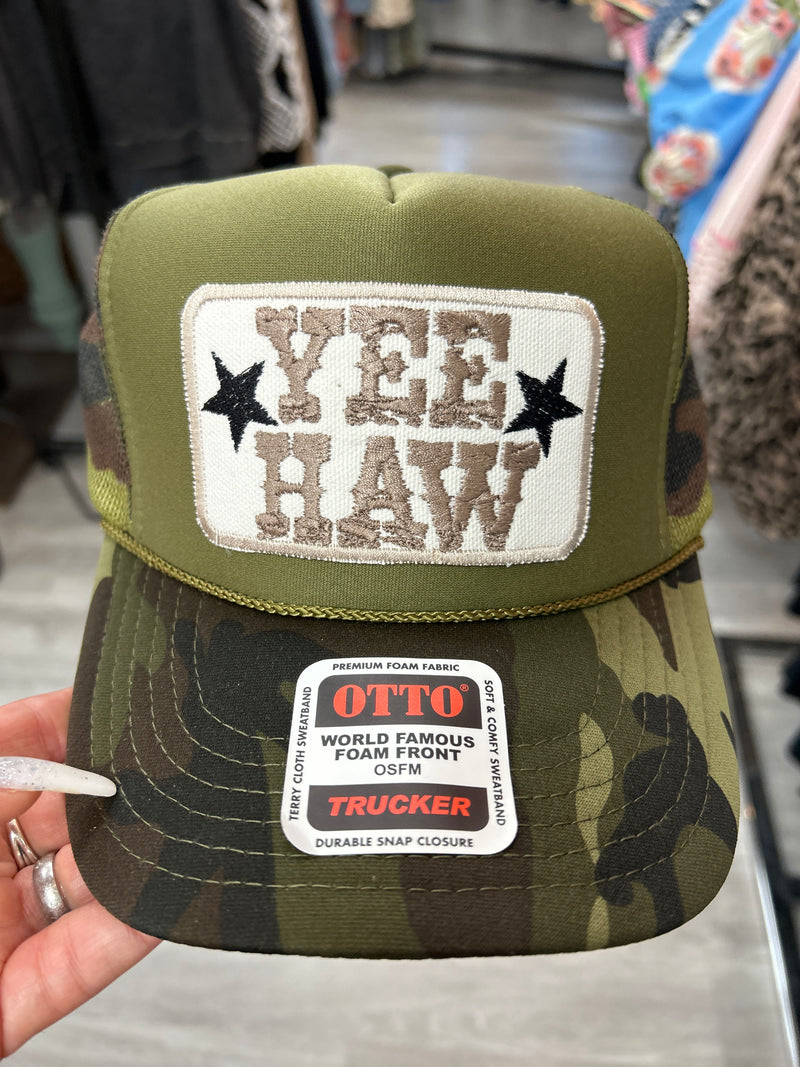 YEE
HAW
PREMIUM FOAM FABRIC
OTTO®
WORLD FAMOUS
FOAM FRONT
OSFM
TRUCKER
DURABLE SNAP CLOSURE
TERRY CLOTH SWEATBAND
SOFT & COMFY SWEATBAND